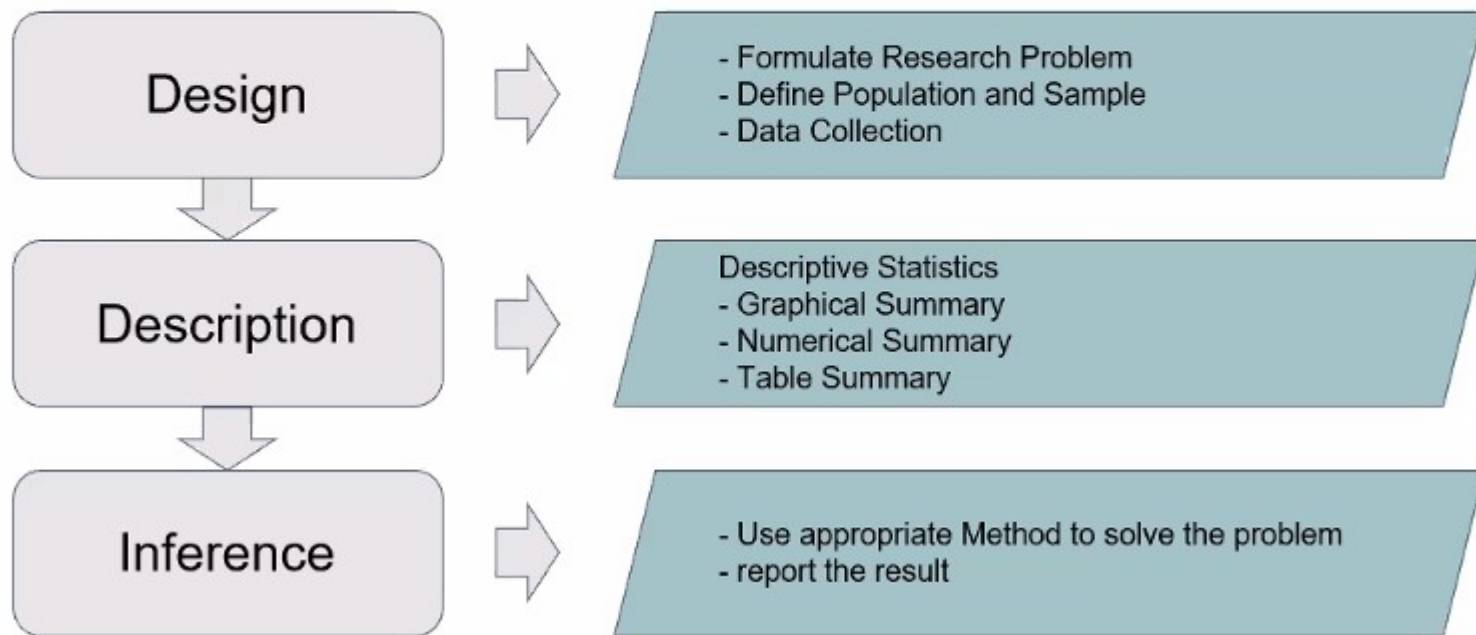 Design
- Formulate Research Problem
- Define Population and Sample
- Data Collection
Description
Descriptive Statistics
- Graphical Summary
- Numerical Summary
- Table Summary
Inference
- Use appropriate Method to solve the problem
- report the result